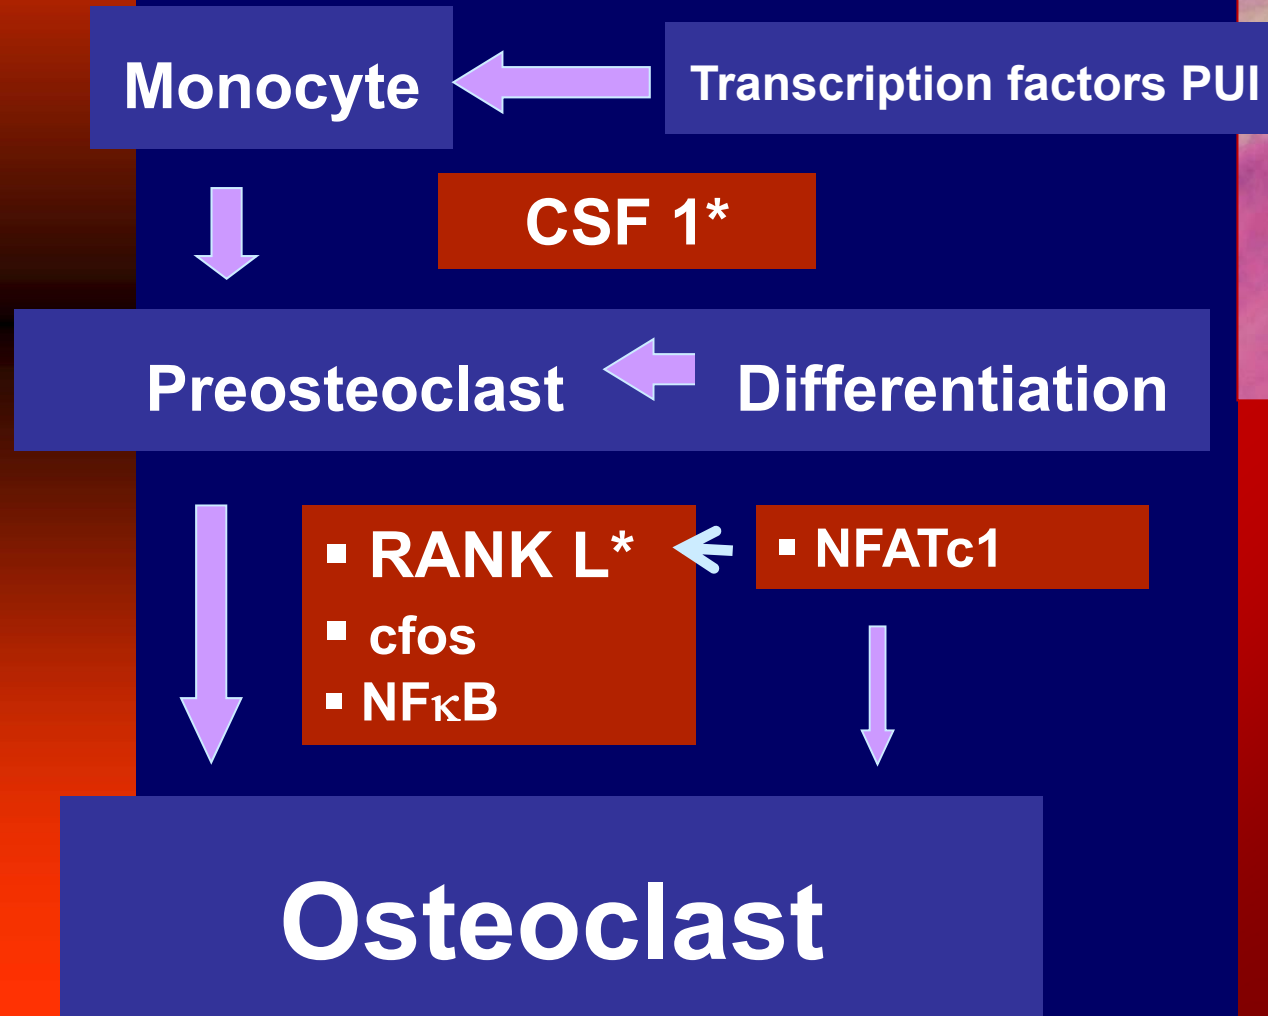 Monocyte
Transcription factors PUI
CSF 1*
Preosteoclast
Differentiation
▪ RANK L*
▪ cfos
▪ NFκB
▪ NFATc1
Osteoclast